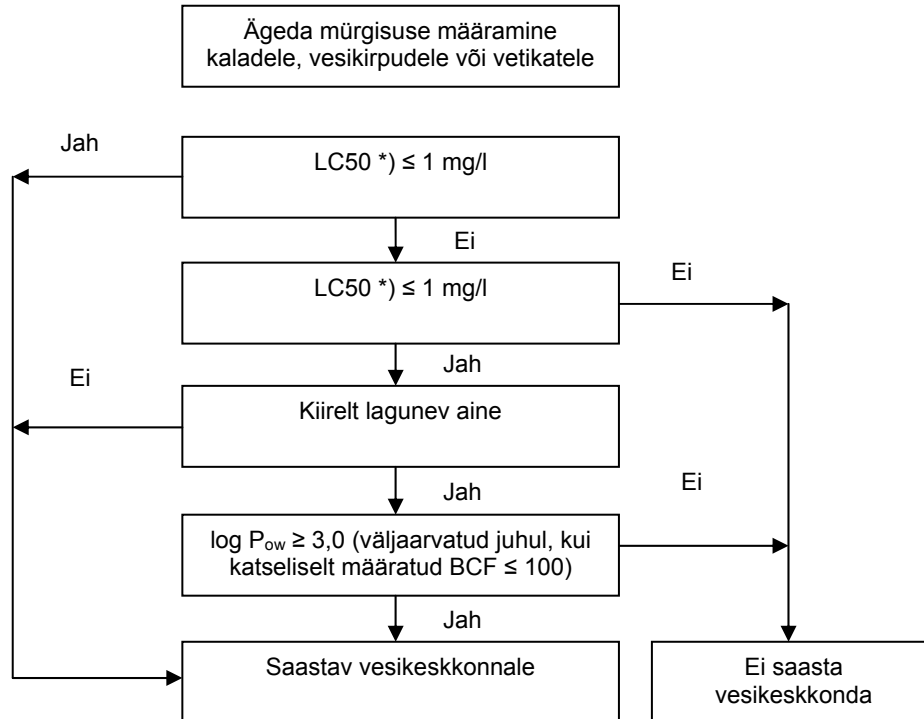 Ägeda mürgisuse määramine
kaladele, vesikirpudele või vetikatele
Jah
LC50 *) ≤ 1 mg/l
Ei
LC50 *) ≤ 1 mg/l
Ei
Jah
Ei
Kiirelt lagunev aine
Jah
Ei
log Pow ≥ 3,0 (väljaarvatud juhul, kui
katseliselt määratud BCF ≤ 100)
Jah
Saastav vesikeskkonnale
Ei saasta
vesikeskkonda